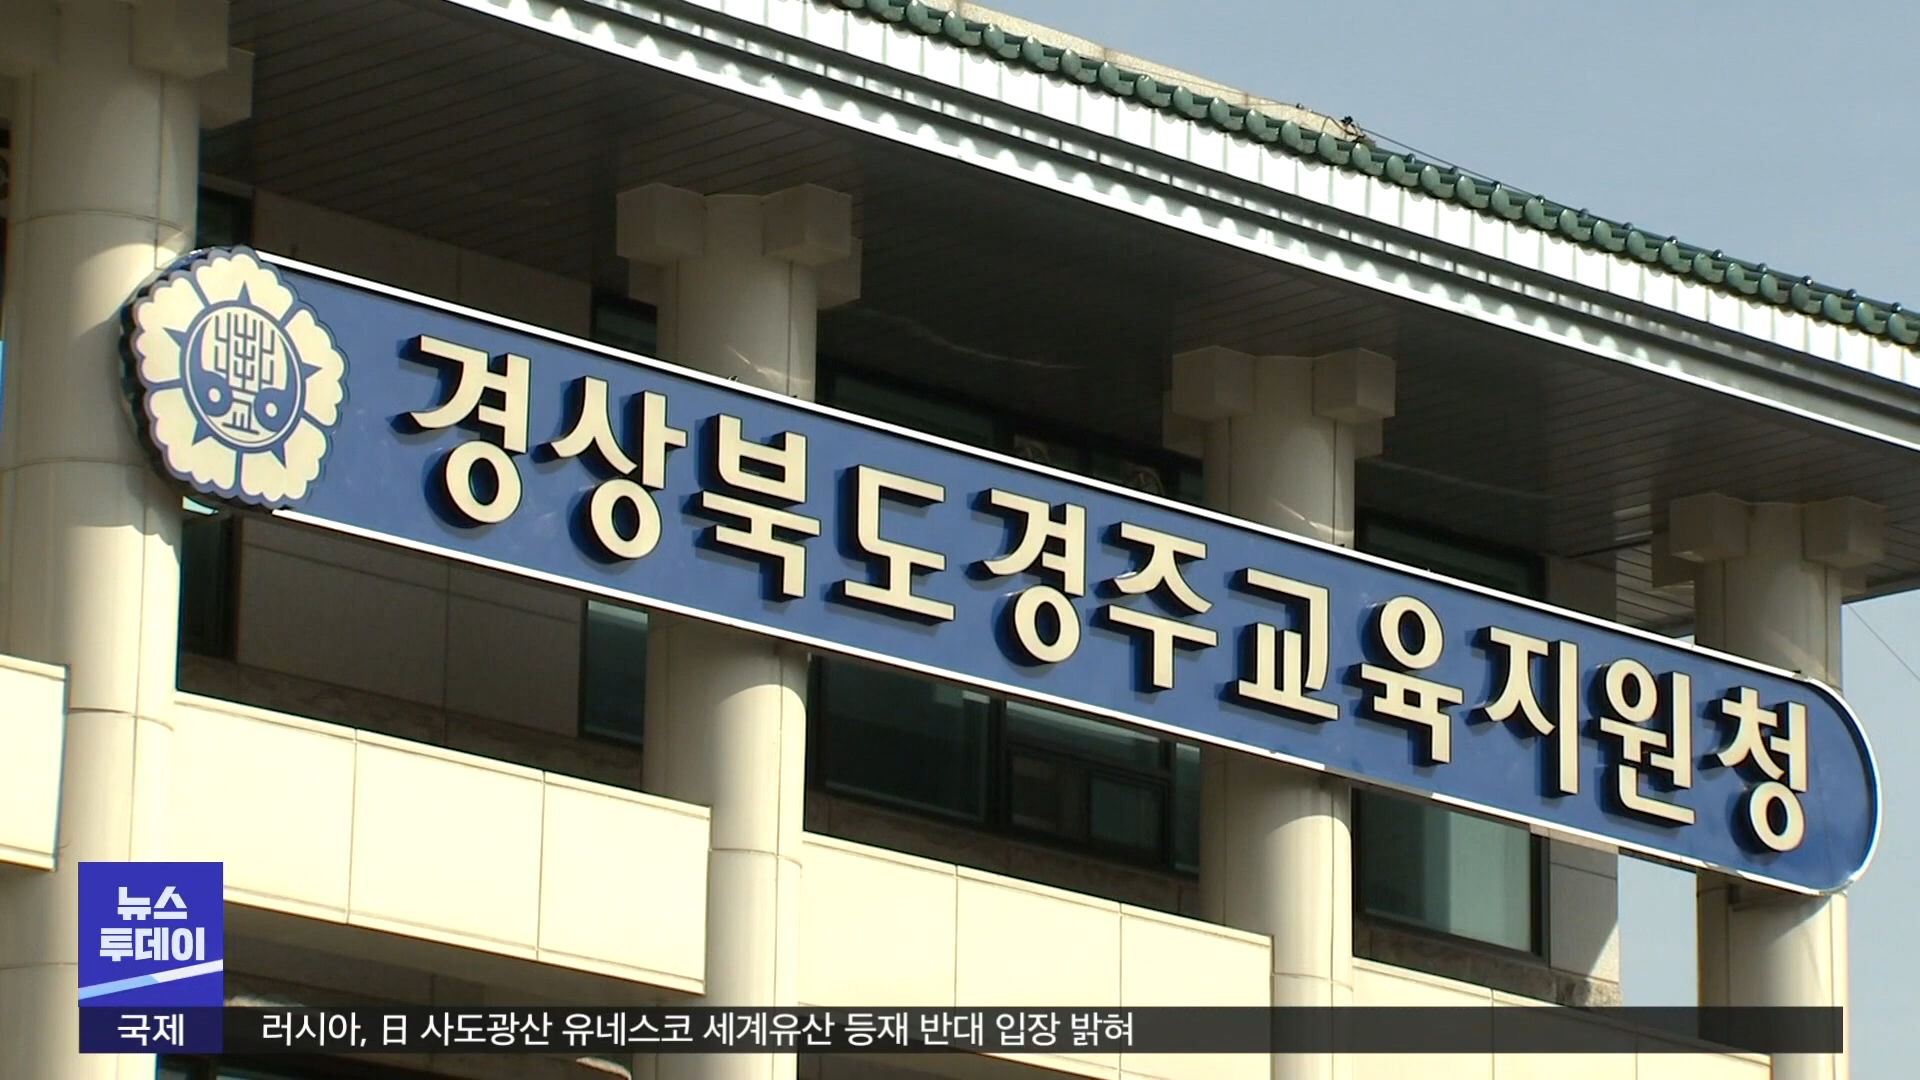 경상북도경주교육지원청
뉴스
투데이
국제
러시아, 日 사도광산 유네스코 세계유산 등재 반대 입장 밝혀